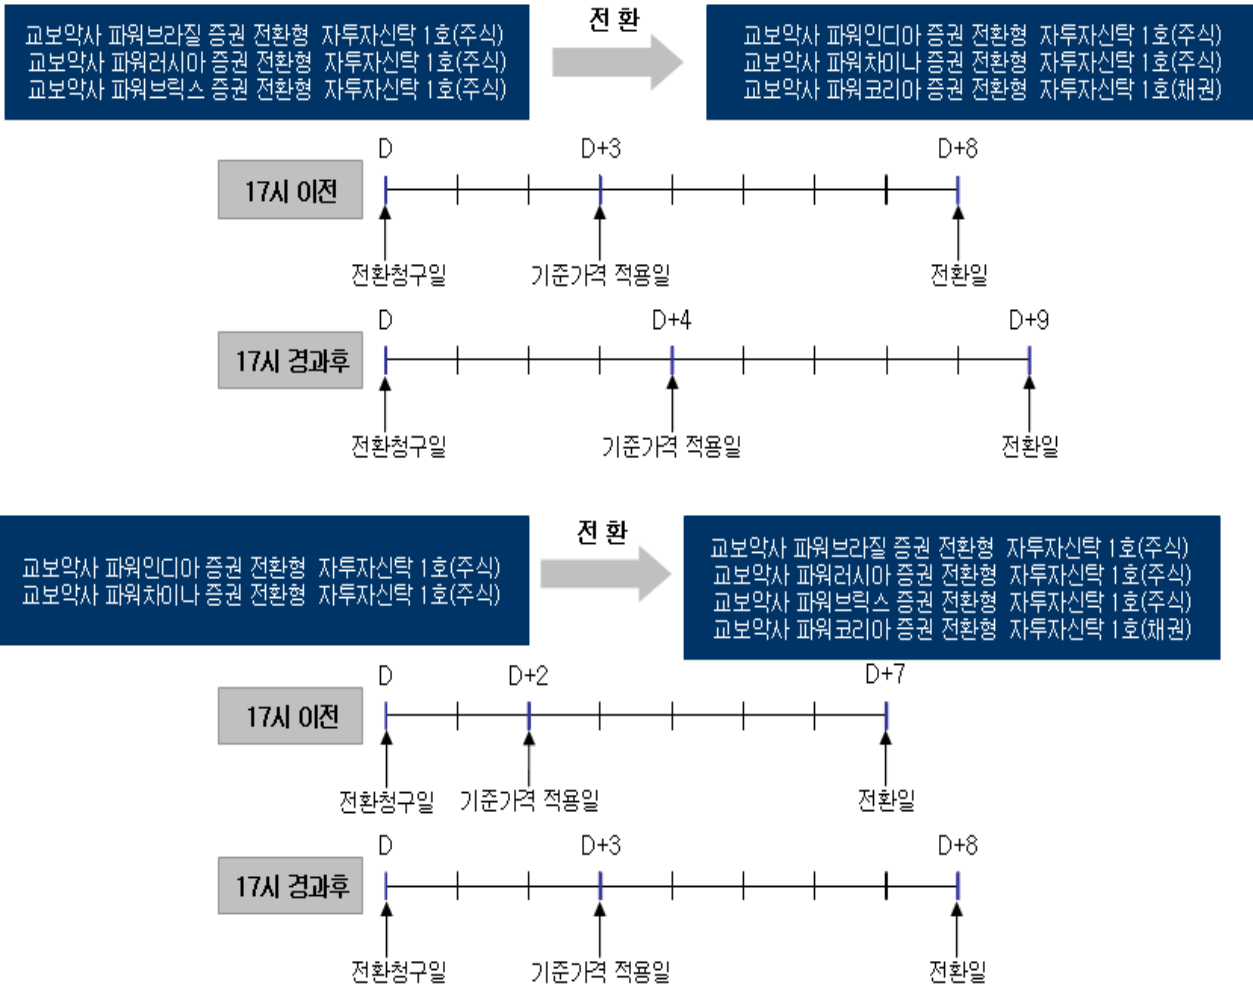 전 환
교보악사 파워브라질 증권 전환형 자투자신탁 1호(주식)
교보악사 파워러시아 증권 전환형 자투자신탁 1호(주식)
교보악사 파워브릭스 증권 전환형 자투자신탁 1호(주식)
교보악사 파워인디아 증권 전환형 자투자신탁 1호(주식)
교보악사 파워차이나 증권 전환형 자투자신탁 1호(주식)
교보악사 파워코리아 증권 전환형 자투자신탁 1호(채권)
D D+3 D+8
17시 이전
전환청구일 기준가격 적용일 전환일
D D+4 D+9
17시 경과후
전환청구일 기준가격 적용일 전환일
전 환
교보악사 파워인디아 증권 전환형 자투자신탁 1호(주식)
교보악사 파워차이나 증권 전환형 자투자신탁 1호(주식)
교보악사 파워브라질 증권 전환형 자투자신탁 1호(주식)
교보악사 파워러시아 증권 전환형 자투자신탁 1호(주식)
교보악사 파워브릭스 증권 전환형 자투자신탁 1호(주식)
교보악사 파워코리아 증권 전환형 자투자신탁 1호(채권)
D D+2 D+7
17시 이전
전환청구일 기준가격 적용일 전환일
D D+3 D+8
17시 경과후
전환청구일 기준가격 적용일 전환일